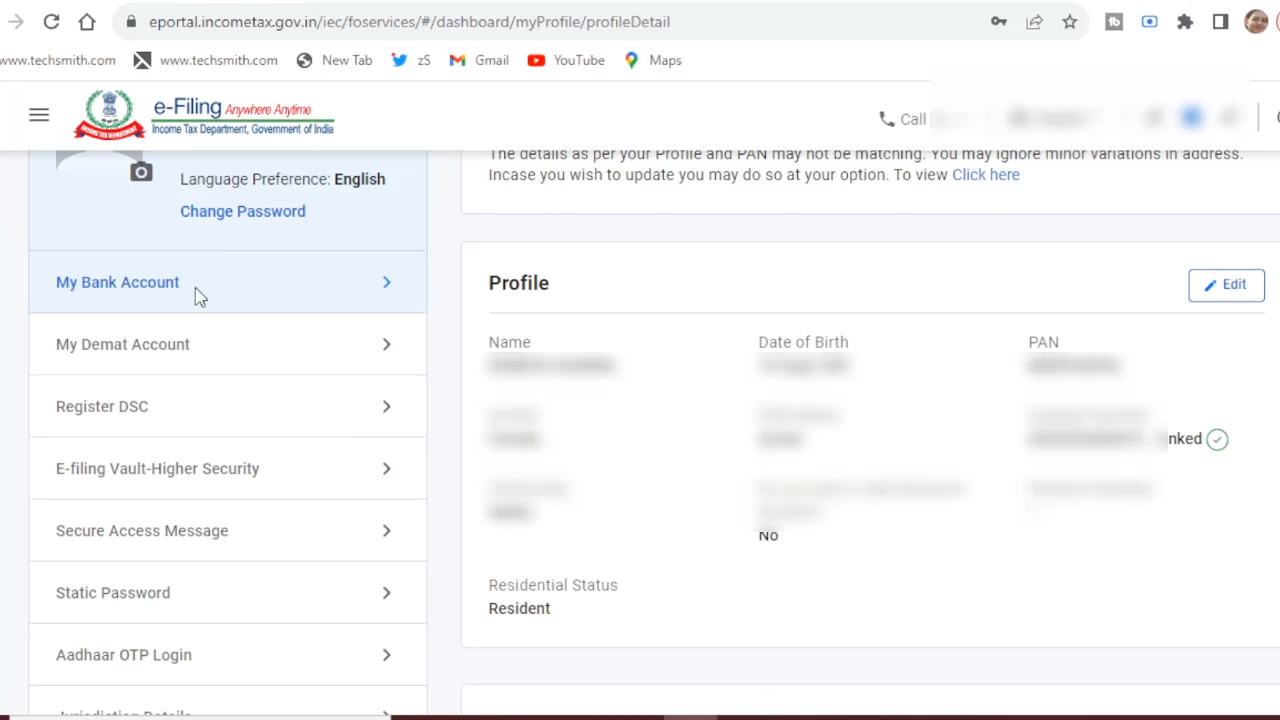 eportal.incometax.gov.in/iec/foservices/#/dashboard/myProfile/profileDetail
www.techsmith.com www.techsmith.com New Tab zS Gmail YouTube Maps
e-Filing Anywhere Anytime
Income Tax Department, Government of India
Call
Language Preference: English
Change Password
My Bank Account
My Demat Account
Register DSC
E-filing Vault-Higher Security
Secure Access Message
Static Password
Aadhaar OTP Login
Jurisdiction Details
The details as per your Profile and PAN may not be matching. You may ignore minor variations in address.
Incase you wish to update you may do so at your option. To view Click here
Profile
Edit
Name Date of Birth PAN
nked
No
Residential Status
Resident